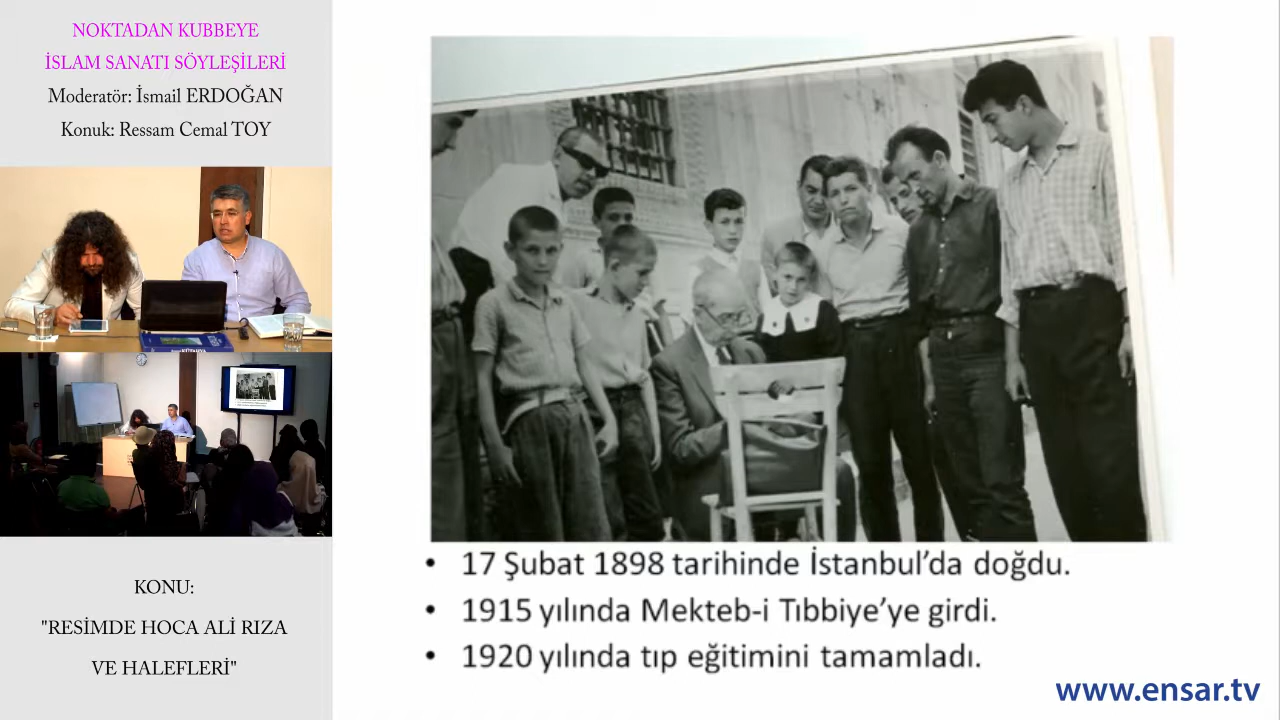 NOKTADAN KUBBEYE
İSLAM SANATI SÖYLEŞİLERİ
Moderatör: İsmail ERDOĞAN
Konuk: Ressam Cemal TOY
KONU:
"RESİMDE HOCA ALİ RIZA
VE HALEFLERİ"
• 17 Şubat 1898 tarihinde İstanbul’da doğdu.
• 1915 yılında Mekteb-i Tıbbiye’ye girdi.
• 1920 yılında tıp eğitimini tamamladı.
www.ensar.tv